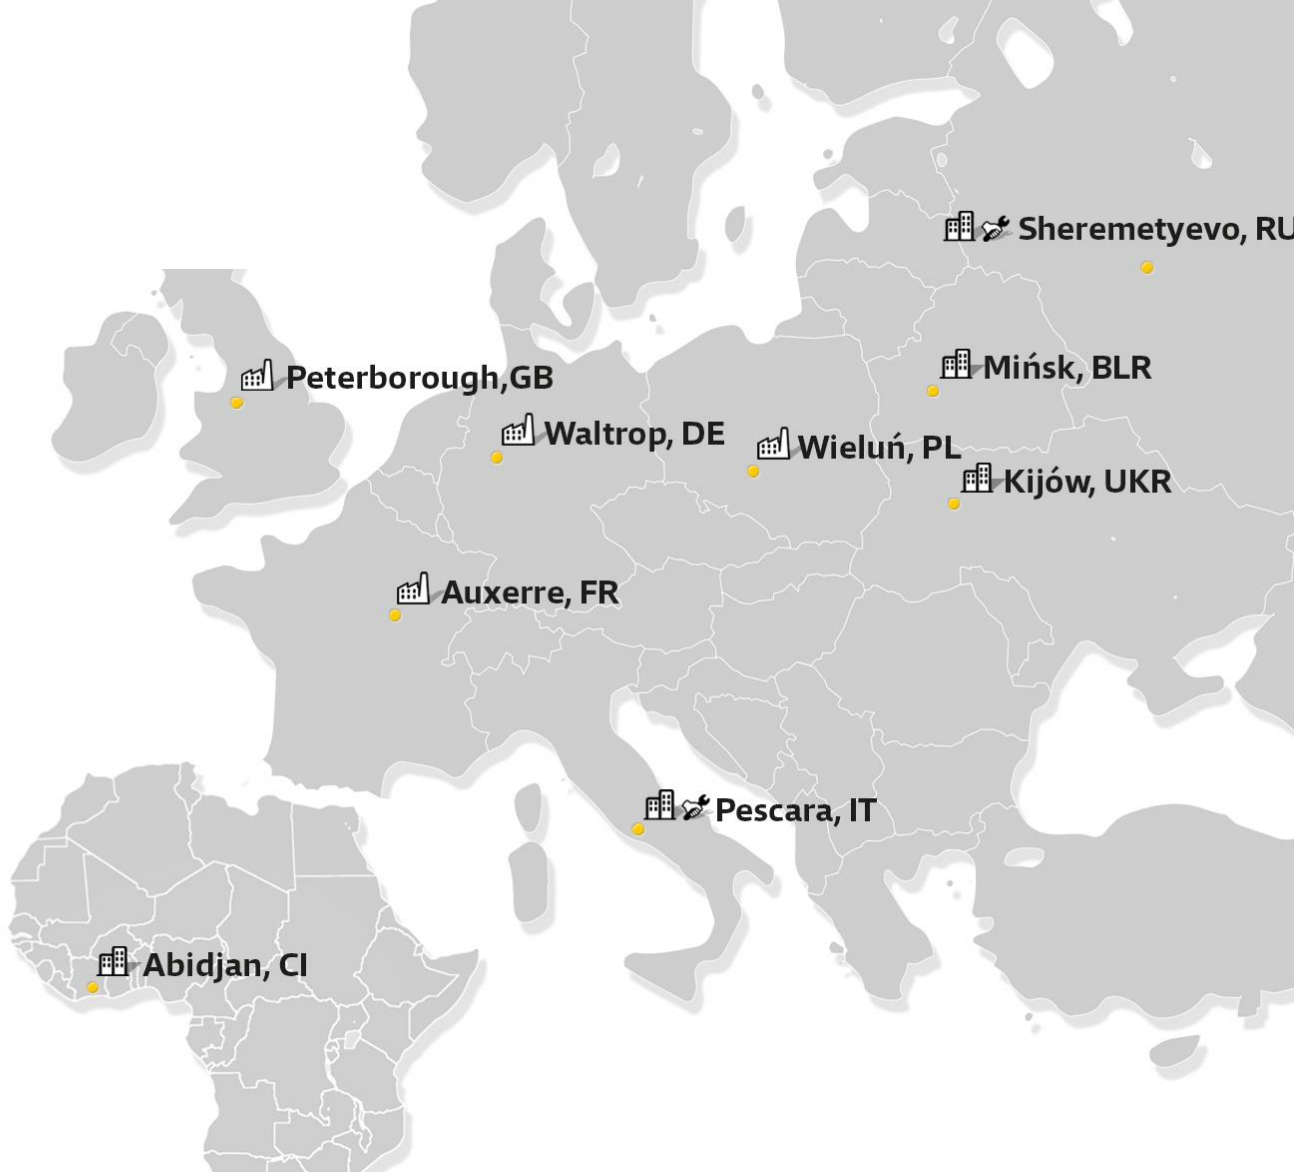 Sheremetyevo, RU
Mińsk, BLR
Peterborough,GB
Waltrop, DE
Wieluń, PL
Kijów, UKR
Auxerre, FR
Pescara, IT
Abidjan, CI